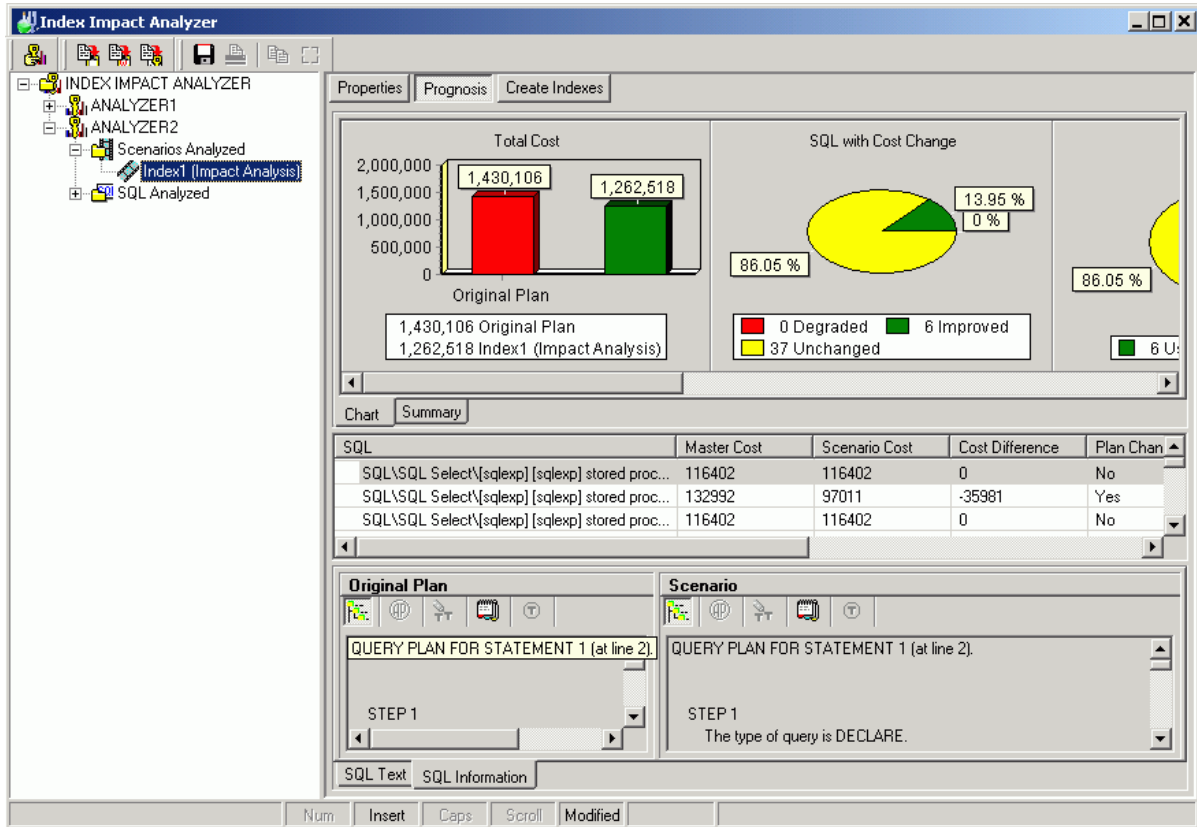 Index Impact Analyzer
INDEX IMPACT ANALYZER
ANALYZER1
ANALYZER2
Scenarios Analyzed
Index1 (Impact Analysis)
SQL Analyzed
Properties Prognosis Create Indexes
Total Cost
2,000,000
1,500,000
1,000,000
500,000
0
1,430,106
1,262,518
Original Plan
1,430,106 Original Plan
1,262,518 Index1 (Impact Analysis)
SQL with Cost Change
13.95 %
0 %
86.05 %
0 Degraded 6 Improved
37 Unchanged
86.05 %
6 U
Chart Summary
SQL Master Cost Scenario Cost Cost Difference Plan Chan
SQL\SQL Select\[sqlexp] [sqlexp] stored proc... 116402 116402 0 No
SQL\SQL Select\[sqlexp] [sqlexp] stored proc... 132992 97011 -35981 Yes
SQL\SQL Select\[sqlexp] [sqlexp] stored proc... 116402 116402 0 No
Original Plan
QUERY PLAN FOR STATEMENT 1 (at line 2).
STEP 1
Scenario
QUERY PLAN FOR STATEMENT 1 (at line 2).
STEP 1
The type of query is DECLARE.
SQL Text SQL Information
Num Insert Caps Scroll Modified